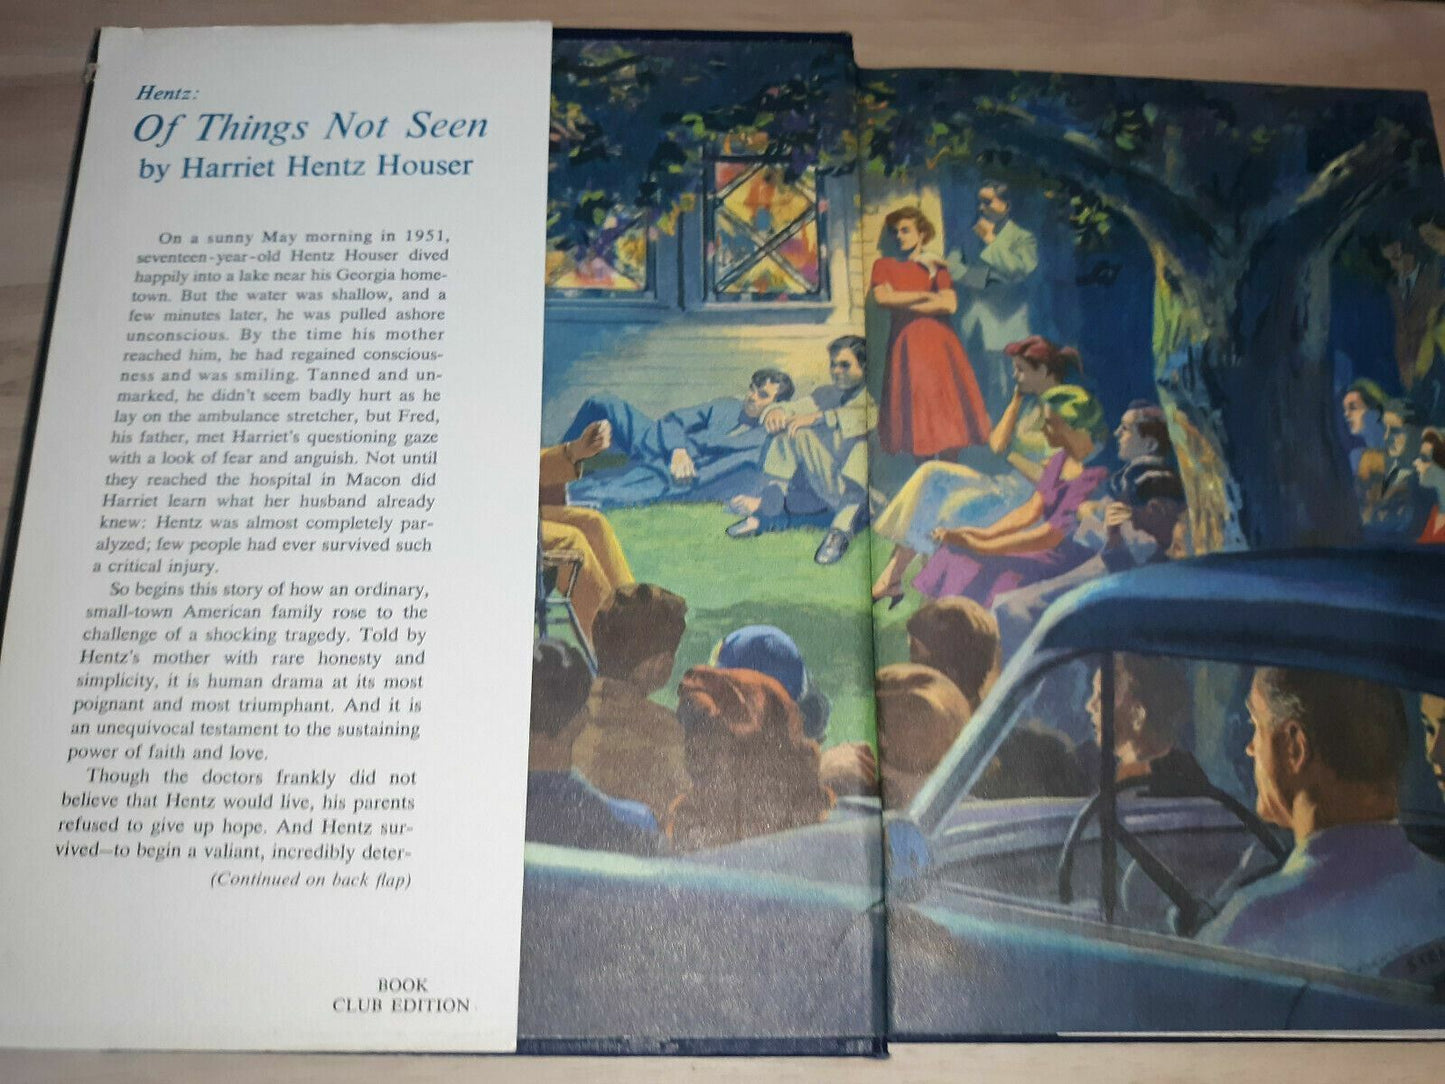 Hentz:
Of Things Not Seen
by Harriet Hentz Houser
On a sunny May morning in 1951,
seventeen-year-old Hentz Houser dived
happily into a lake near his Georgia home-
town. But the water was shallow, and a
few minutes later, he was pulled ashore
unconscious. By the time his mother
reached him, he had regained conscious-
ness and was smiling. Tanned and un-
marked, he didn't seem badly hurt as he
lay on the ambulance stretcher, but Fred,
his father, met Harriet's questioning gaze
with a look of fear and anguish. Not until
they reached the hospital in Macon did
Harriet learn what her husband already
knew: Hentz was almost completely par-
alyzed; few people had ever survived such
a critical injury.
So begins this story of how an ordinary,
small-town American family rose to the
challenge of a shocking tragedy. Told by
Hentz's mother with rare honesty and
simplicity, it is human drama at its most
poignant and most triumphant. And it is
an unequivocal testament to the sustaining
power of faith and love.
Though the doctors frankly did not
believe that Hentz would live, his parents
refused to give up hope. And Hentz sur-
vived—to begin a valiant, incredibly deter-
(Continued on back flap)
BOOK
CLUB EDITION